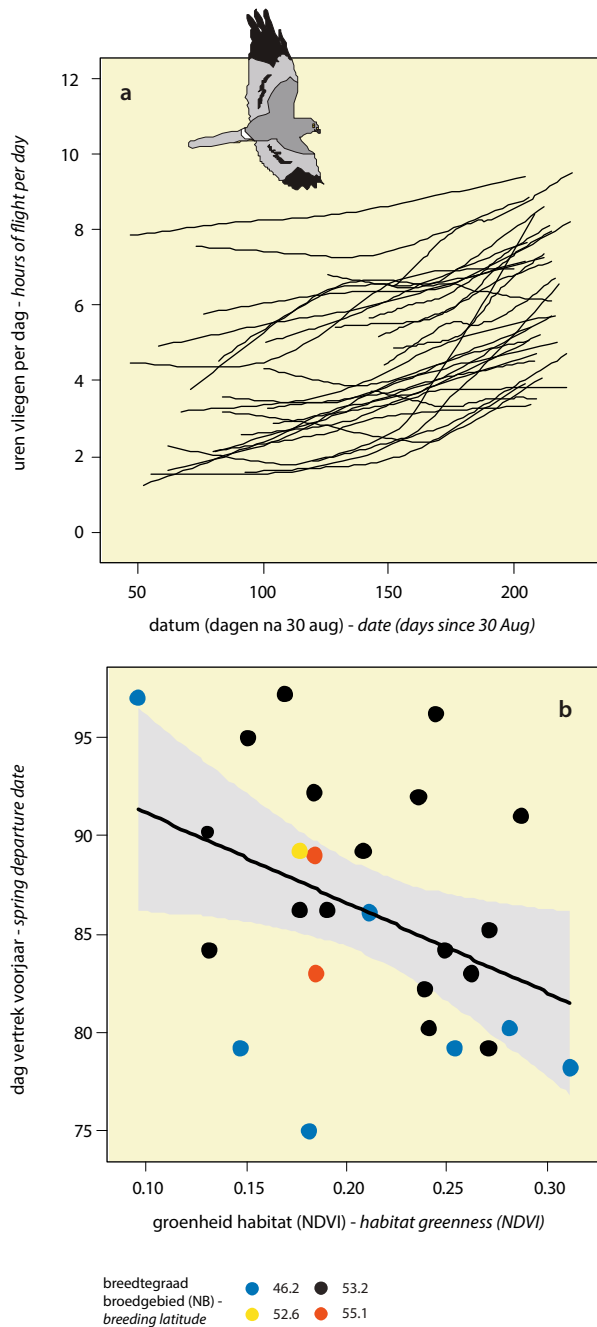 a
12
10
8
6
4
2
0
uren vliegen per dag - hours of flight per day
50
100
150
200
datum (dagen na 30 aug) - date (days since 30 Aug)
b
95
90
85
80
75
dag vertrek voorjaar - spring departure date
0.10
0.15
0.20
0.25
0.30
groenheid habitat (NDVI) - habitat greenness (NDVI)
breedtegraad
broedgebied (NB) -
breeding latitude
46.2
53.2
52.6
55.1